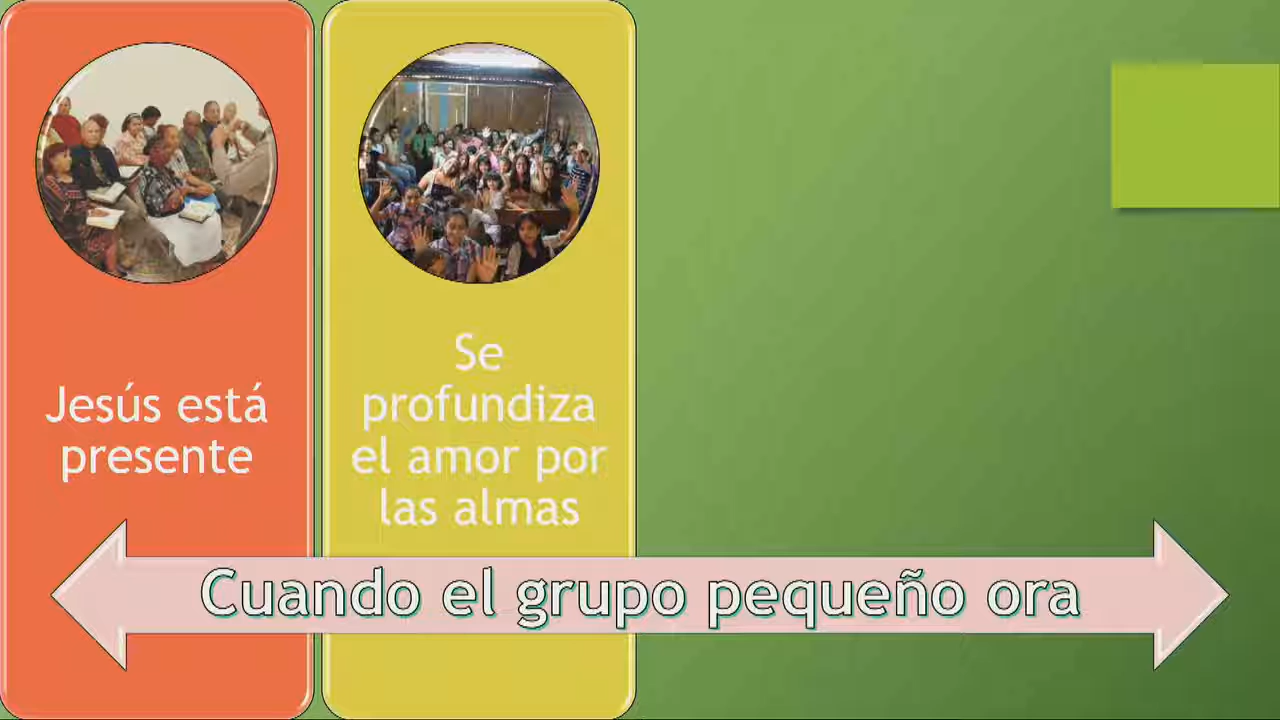 Jesús está
presente
Se
profundiza
el amor por
las almas
Cuando el grupo pequeño ora